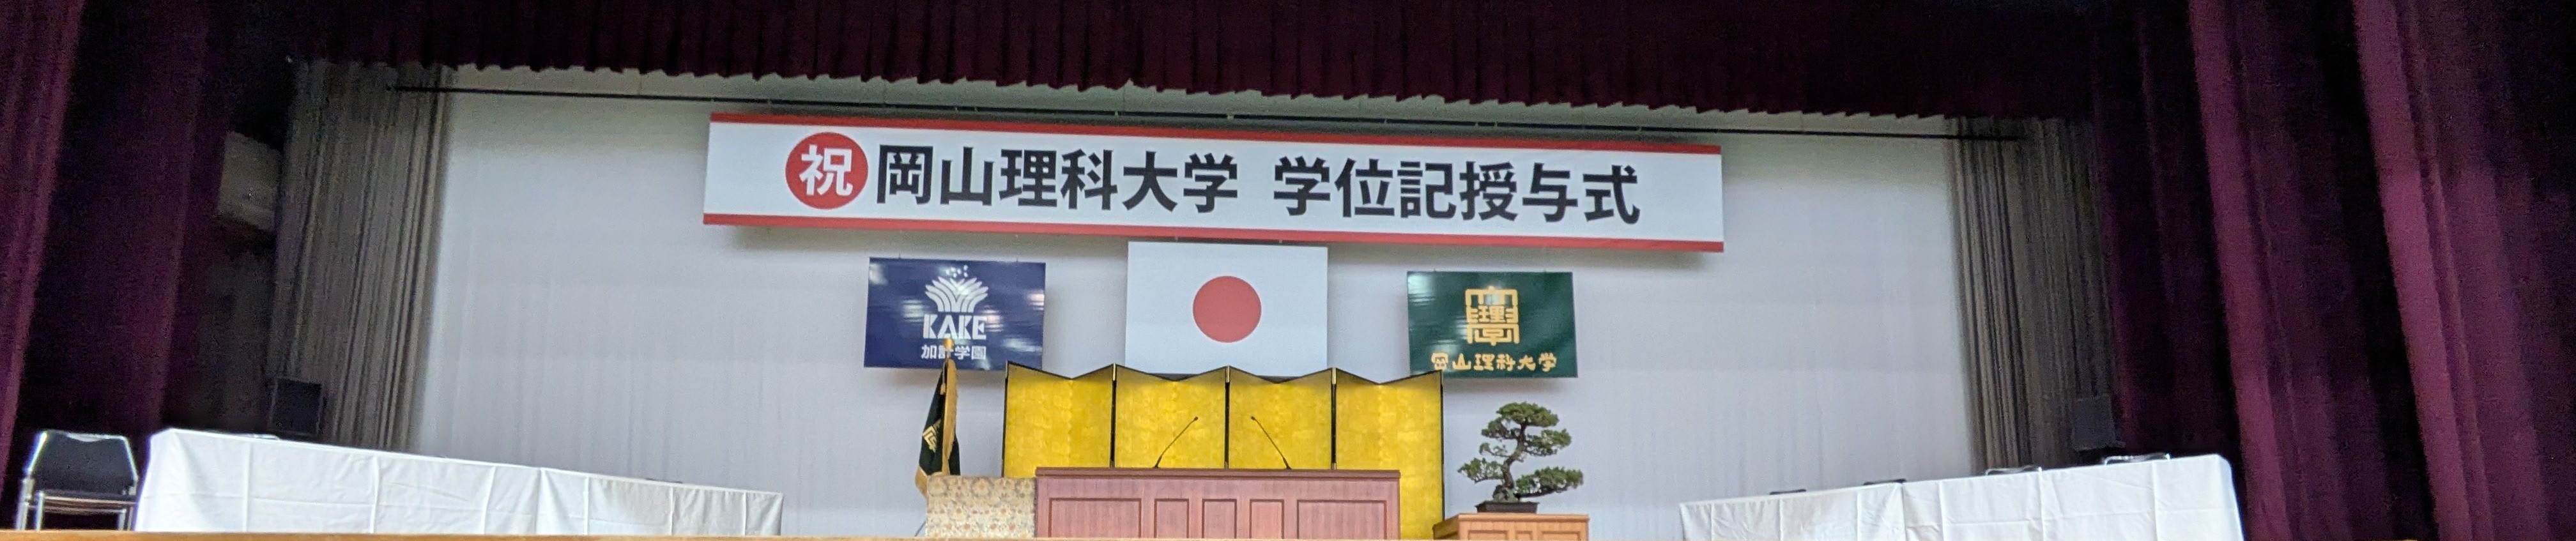 祝 岡山理科大学 学位記授与式
KAKE
加計学園
岡山理科大学